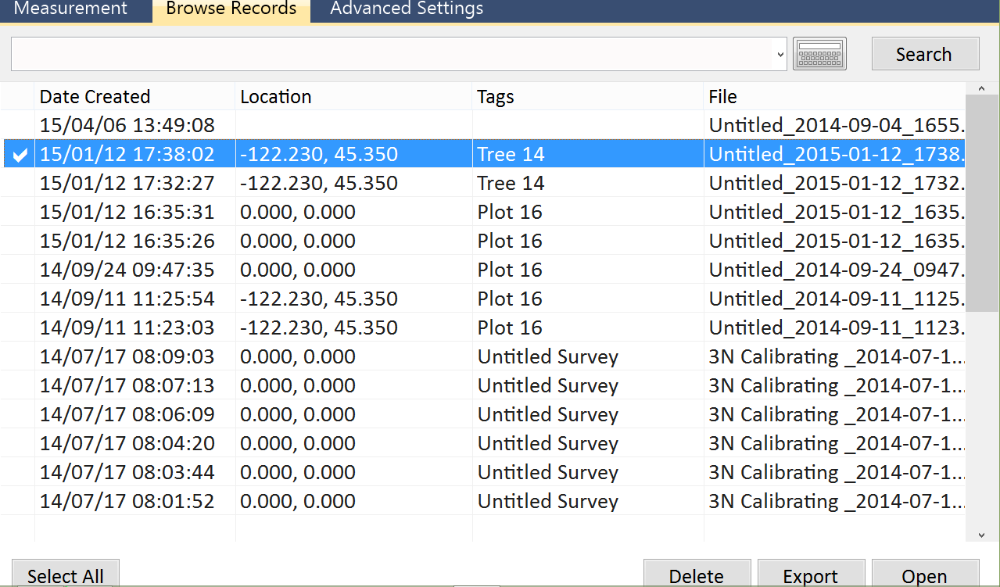 Measurement Browse Records Advanced Settings
Search
Date Created Location Tags File
15/04/06 13:49:08 Untitled_2014-09-04_1655.
15/01/12 17:38:02 -122.230, 45.350 Tree 14 Untitled_2015-01-12_1738.
15/01/12 17:32:27 -122.230, 45.350 Tree 14 Untitled_2015-01-12_1732.
15/01/12 16:35:31 0.000, 0.000 Plot 16 Untitled_2015-01-12_1635.
15/01/12 16:35:26 0.000, 0.000 Plot 16 Untitled_2015-01-12_1635.
14/09/24 09:47:35 0.000, 0.000 Plot 16 Untitled_2014-09-24_0947.
14/09/11 11:25:54 -122.230, 45.350 Plot 16 Untitled_2014-09-11_1125.
14/09/11 11:23:03 -122.230, 45.350 Plot 16 Untitled_2014-09-11_1123.
14/07/17 08:09:03 0.000, 0.000 Untitled Survey 3N Calibrating _2014-07-1...
14/07/17 08:07:13 0.000, 0.000 Untitled Survey 3N Calibrating _2014-07-1...
14/07/17 08:06:09 0.000, 0.000 Untitled Survey 3N Calibrating _2014-07-1...
14/07/17 08:04:20 0.000, 0.000 Untitled Survey 3N Calibrating _2014-07-1...
14/07/17 08:03:44 0.000, 0.000 Untitled Survey 3N Calibrating _2014-07-1...
14/07/17 08:01:52 0.000, 0.000 Untitled Survey 3N Calibrating _2014-07-1...
Select All Delete Export Open